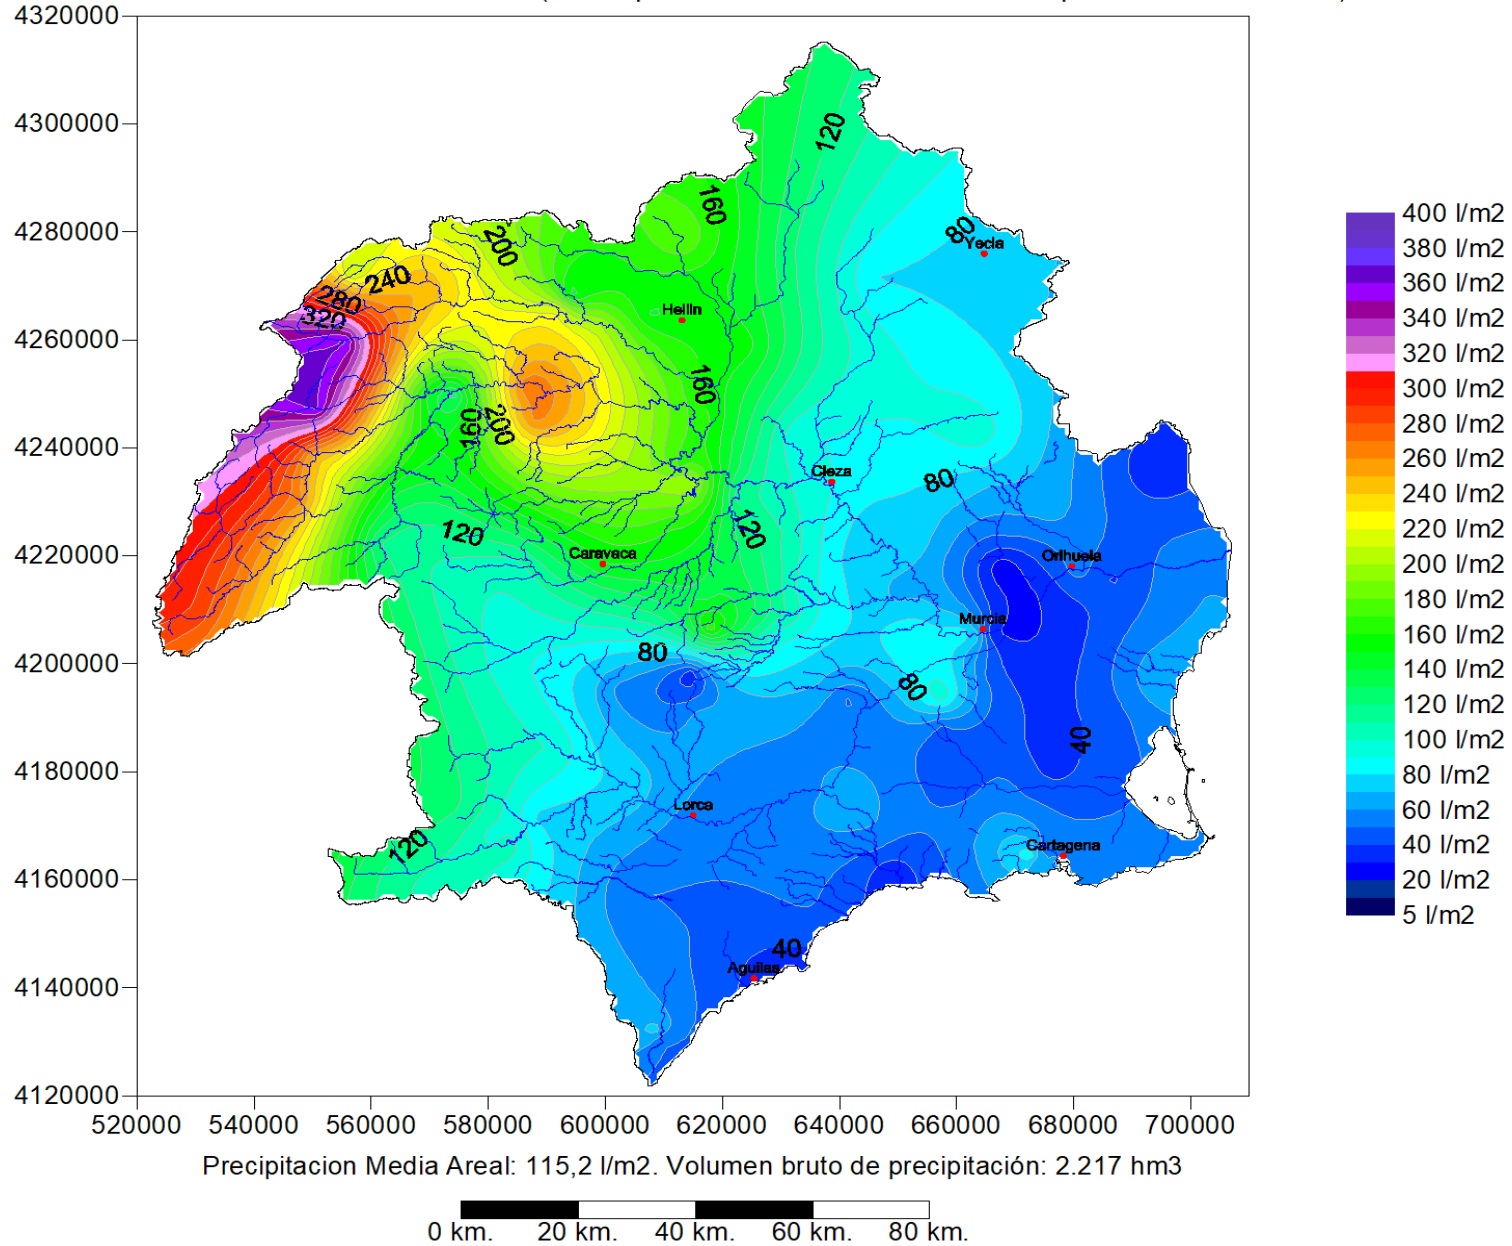 4320000
4300000
120
160
400 l/m2
80
4280000
200
Yecla
380 l/m2
240
360 l/m2
280
Hellin
340 l/m2
320
4260000
320 l/m2
160
300 l/m2
160
200
280 l/m2
4240000
260 l/m2
Cieza
80
240 l/m2
120
120
220 l/m2
4220000
Caravaca
Orihuela
200 l/m2
180 l/m2
Murcia
160 l/m2
4200000
80
140 l/m2
80
120 l/m2
40
100 l/m2
4180000
80 l/m2
Lorca
60 l/m2
120
Cartagena
40 l/m2
4160000
20 l/m2
5 l/m2
40
Aguilas
4140000
4120000
520000 540000 560000 580000 600000 620000 640000 660000 680000 700000
Precipitacion Media Areal: 115,2 l/m2. Volumen bruto de precipitación: 2.217 hm3
0 km. 20 km. 40 km. 60 km. 80 km.